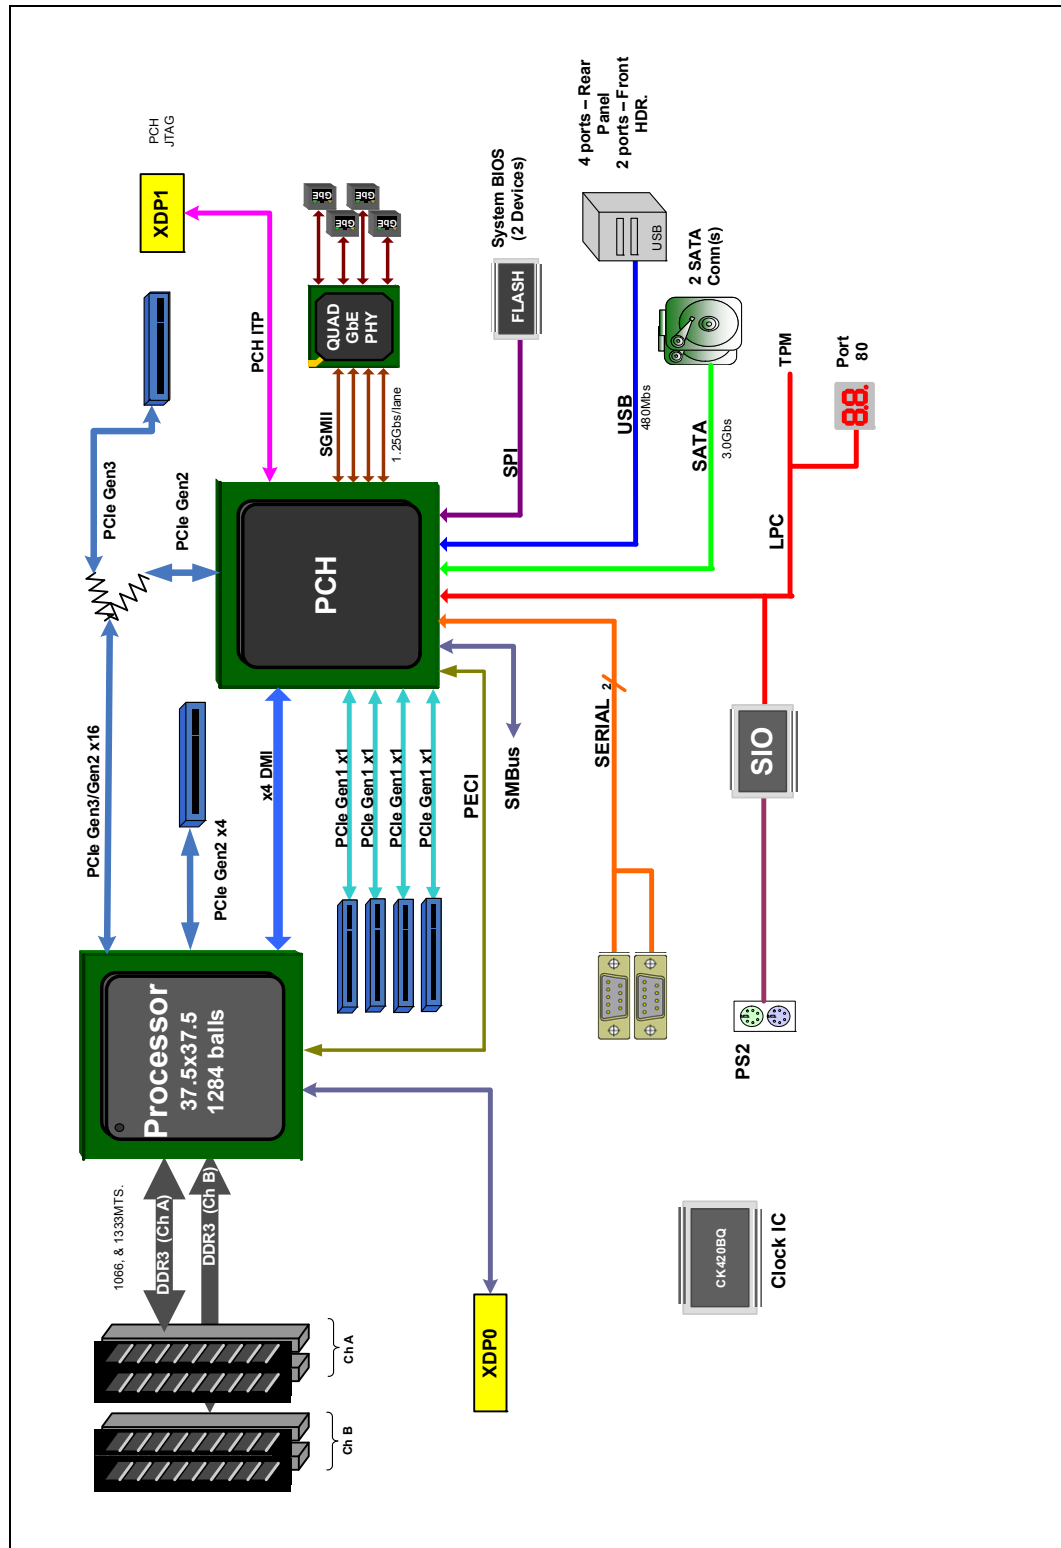 4 ports – Rear
Panel
2 ports – Front
HDR.
PCH
JTAG
XDP1
GbE
GbE
GbE
GbE
System BIOS
(2 Devices)
FLASH
USB
2 SATA
Conn(s)
TPM
Port
80
88.
QUAD
GbE
PHY
PCH ITP
SGMII
1.25Gbs/lane
SPI
USB
480Mbs
SATA
3.0Gbs
LPC
PCIe Gen3
PCIe Gen2
PCH
PCIe Gen3/Gen2 x16
PCIe Gen2 x4
x4 DMI
PCIe Gen1 x1
PCIe Gen1 x1
PCIe Gen1 x1
PCIe Gen1 x1
PECI
SMBus
SERIAL
2
SIO
Processor
37.5x37.5
1284 balls
PS2
1066, & 1333MTS.
DDR3 (Ch A)
DDR3 (Ch B)
XDP0
CK420BQ
Clock IC
Ch A
Ch B